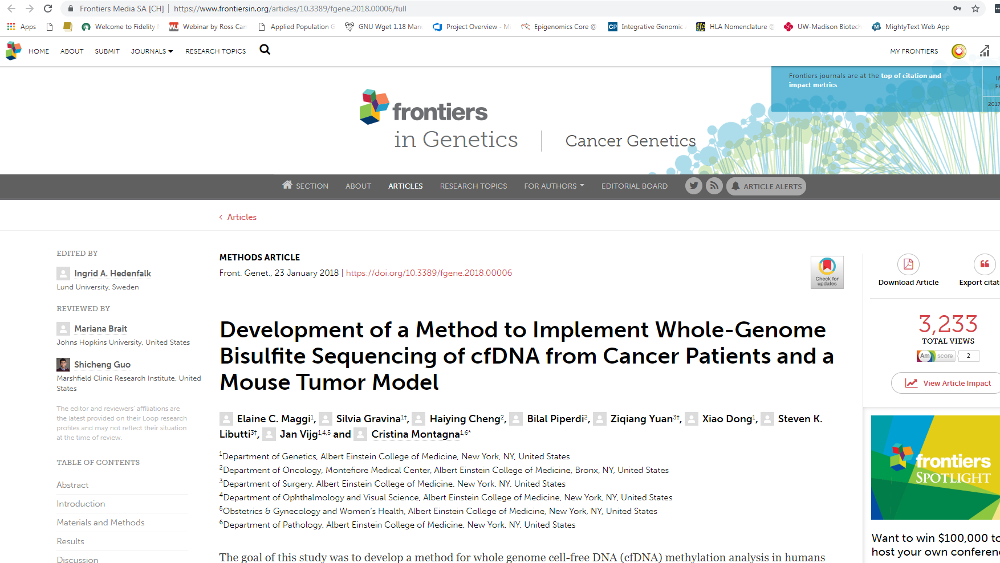 Frontiers Media SA [CH] | https://www.frontiersin.org/articles/10.3389/fgene.2018.00006/full
Apps Welcome to Fidelity Webinar by Ross Cam Applied Population G GNU Wget 1.18 Man Project Overview - M Epigenomics Core @ Integrative Genomic HLA Nomenclature @ UW-Madison Biotech MightyText Web App
HOME ABOUT SUBMIT JOURNALS RESEARCH TOPICS MY FRONTIERS
Frontiers journals are at the top of citation and
impact metrics
2017
frontiers
in Genetics | Cancer Genetics
SECTION ABOUT ARTICLES RESEARCH TOPICS FOR AUTHORS EDITORIAL BOARD ARTICLE ALERTS
‹ Articles
EDITED BY
Ingrid A. Hedenfalk
Lund University, Sweden
REVIEWED BY
Mariana Brait
Johns Hopkins University, United States
Shicheng Guo
Marshfield Clinic Research Institute, United
States
The editor and reviewers' affiliations are
the latest provided on their Loop research
profiles and may not reflect their situation
at the time of review.
TABLE OF CONTENTS
Abstract
Introduction
Materials and Methods
Results
Discussion
METHODS ARTICLE
Front. Genet., 23 January 2018 | https://doi.org/10.3389/fgene.2018.00006
Check for
updates
Development of a Method to Implement Whole-Genome
Bisulfite Sequencing of cfDNA from Cancer Patients and a
Mouse Tumor Model
Elaine C. Maggi1, Silvia Gravina1†, Haiying Cheng2, Bilal Piperdi2, Ziqiang Yuan3†, Xiao Dong1, Steven K.
Libutti3†, Jan Vijg1,4,5 and Cristina Montagna1,6*
1Department of Genetics, Albert Einstein College of Medicine, New York, NY, United States
2Department of Oncology, Montefiore Medical Center, Albert Einstein College of Medicine, Bronx, NY, United States
3Department of Surgery, Albert Einstein College of Medicine, New York, NY, United States
4Department of Ophthalmology and Visual Science, Albert Einstein College of Medicine, New York, NY, United States
5Obstetrics & Gynecology and Women's Health, Albert Einstein College of Medicine, New York, NY, United States
6Department of Pathology, Albert Einstein College of Medicine, New York, NY, United States
The goal of this study was to develop a method for whole genome cell-free DNA (cfDNA) methylation analysis in humans
Download Article Export citat
3,233
TOTAL VIEWS
Am score 2
View Article Impact
frontiers
SPOTLIGHT
Want to win $100,000 to
host your own conferenc